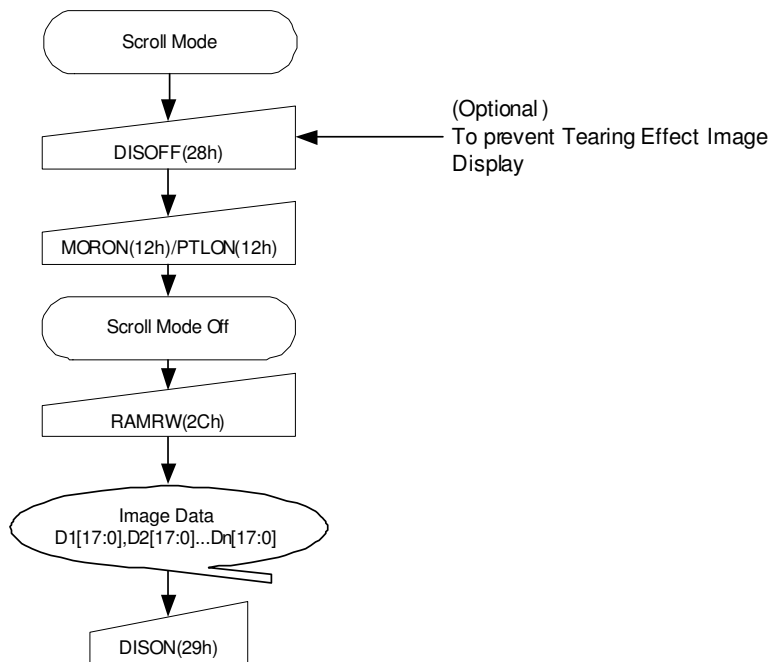 Scroll Mode
(Optional)
To prevent Tearing Effect Image
Display
DISOFF(28h)
MORON(12h)/PTLON(12h)
Scroll Mode Off
RAMRW(2Ch)
Image Data
D1[17:0],D2[17:0]...Dn[17:0]
DISON(29h)